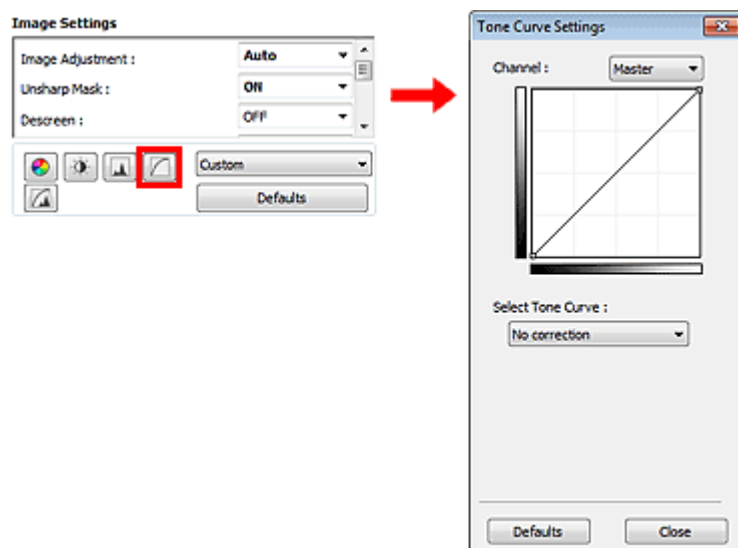 Image Settings
Image Adjustment : Auto
Unsharp Mask : ON
Descreen : OFF
Custom
Defaults
Tone Curve Settings
Channel : Master
Select Tone Curve :
No correction
Defaults Close